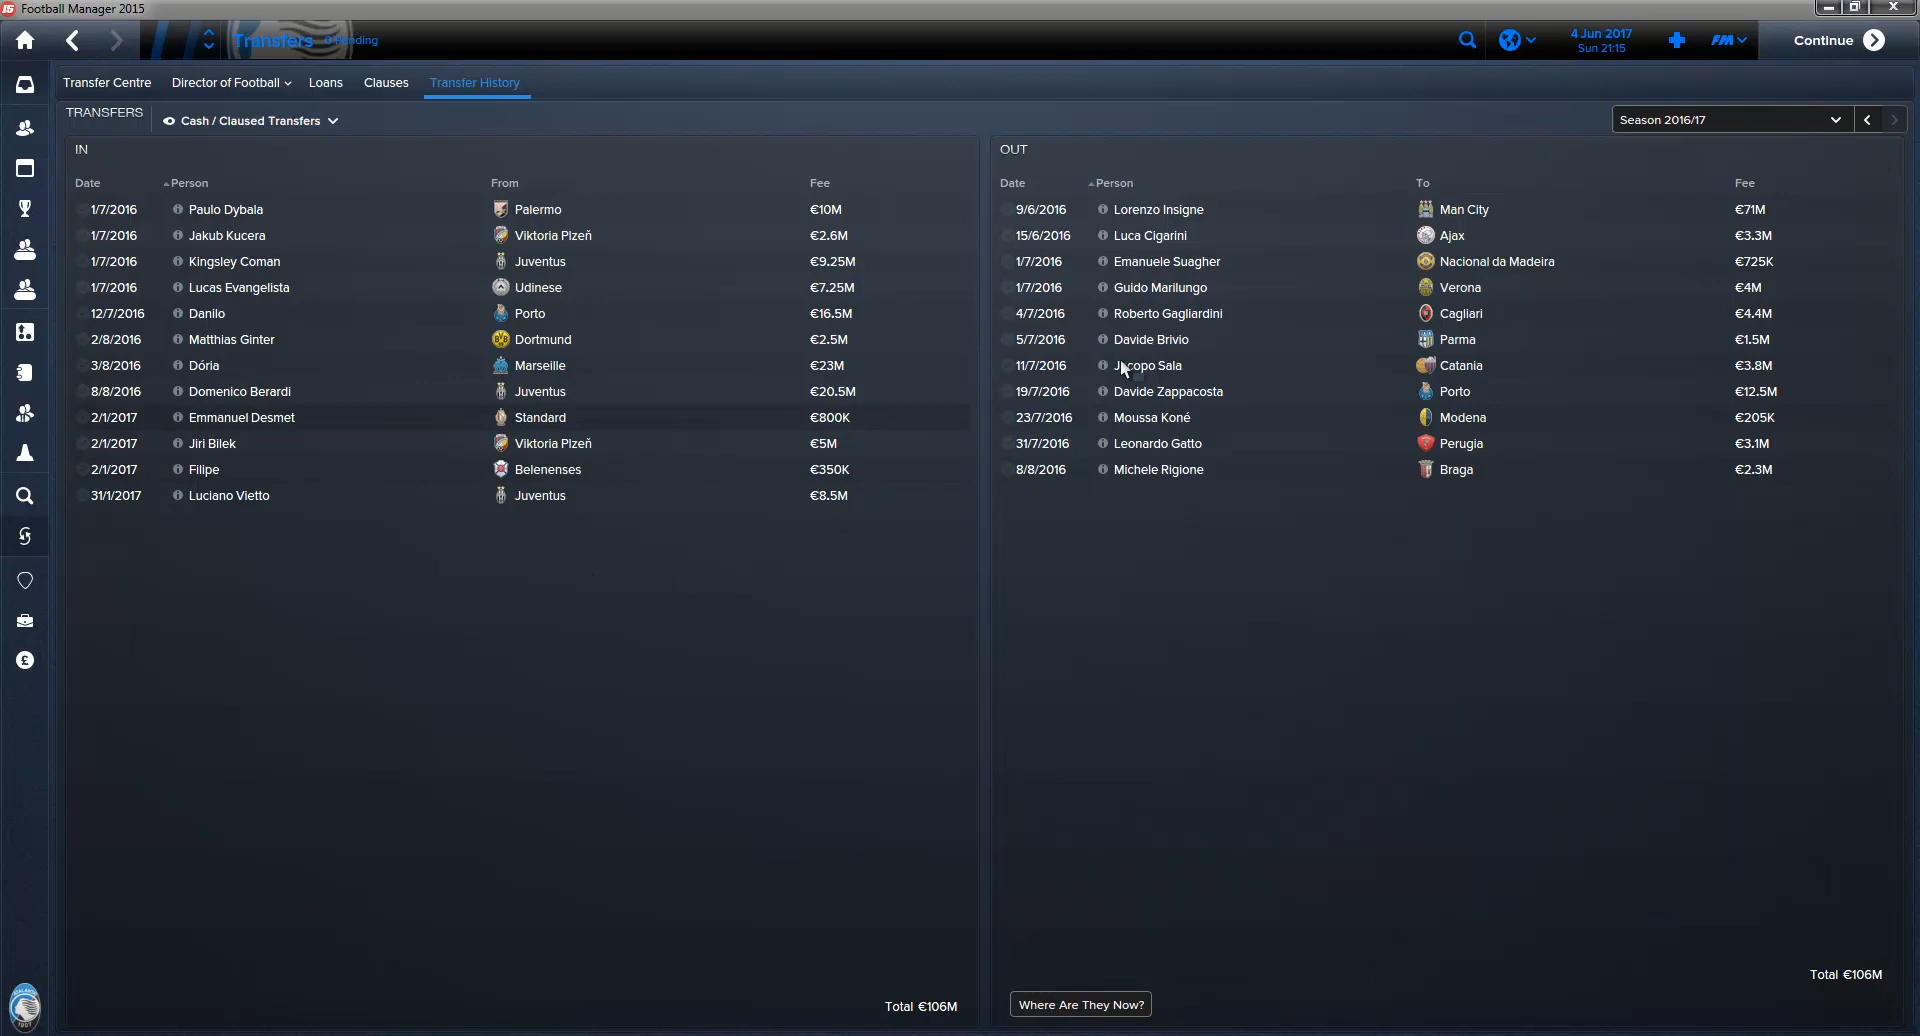 Football Manager 2015
Transfers 0 Pending
4 Jun 2017
Sun 21:15
FM
Continue
Transfer Centre Director of Football Loans Clauses Transfer History
TRANSFERS Cash / Claused Transfers Season 2016/17
IN
Date Person From Fee
1/7/2016 Paulo Dybala Palermo €10M
1/7/2016 Jakub Kucera Viktoria Plzeň €2.6M
1/7/2016 Kingsley Coman Juventus €9.25M
1/7/2016 Lucas Evangelista Udinese €7.25M
12/7/2016 Danilo Porto €16.5M
2/8/2016 Matthias Ginter Dortmund €2.5M
3/8/2016 Dória Marseille €23M
8/8/2016 Domenico Berardi Juventus €20.5M
2/1/2017 Emmanuel Desmet Standard €800K
2/1/2017 Jiri Bilek Viktoria Plzeň €5M
2/1/2017 Filipe Belenenses €350K
31/1/2017 Luciano Vietto Juventus €8.5M
Total €106M
OUT
Date Person To Fee
9/6/2016 Lorenzo Insigne Man City €71M
15/6/2016 Luca Cigarini Ajax €3.3M
1/7/2016 Emanuele Suagher Nacional da Madeira €725K
1/7/2016 Guido Marilungo Verona €4M
4/7/2016 Roberto Gagliardini Cagliari €4.4M
5/7/2016 Davide Brivio Parma €1.5M
11/7/2016 Jacopo Sala Catania €3.8M
19/7/2016 Davide Zappacosta Porto €12.5M
23/7/2016 Moussa Koné Modena €205K
31/7/2016 Leonardo Gatto Perugia €3.1M
8/8/2016 Michele Rigione Braga €2.3M
Total €106M
Where Are They Now?